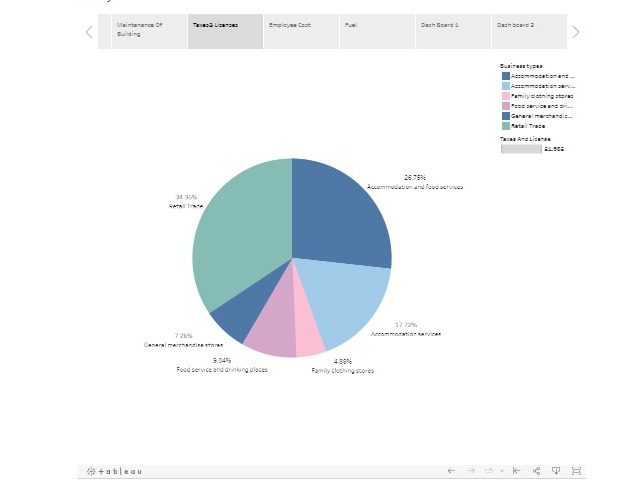 Maintenance Of
Building
Taxes& Licenses
Employee Cost
Fuel
Dash Board 1
Dash board 2
Business types
Accommodation and ...
Accommodation serv...
Family clothing stores
Food service and dri...
General merchandis...
Retail Trade
Taxes And License
26.75%
Accommodation and food services
34.35%
Retail Trade
17.72%
Accommodation services
7.26%
General merchandise stores
9.04%
Food service and drinking places
4.88%
Family clothing stores
+ableau